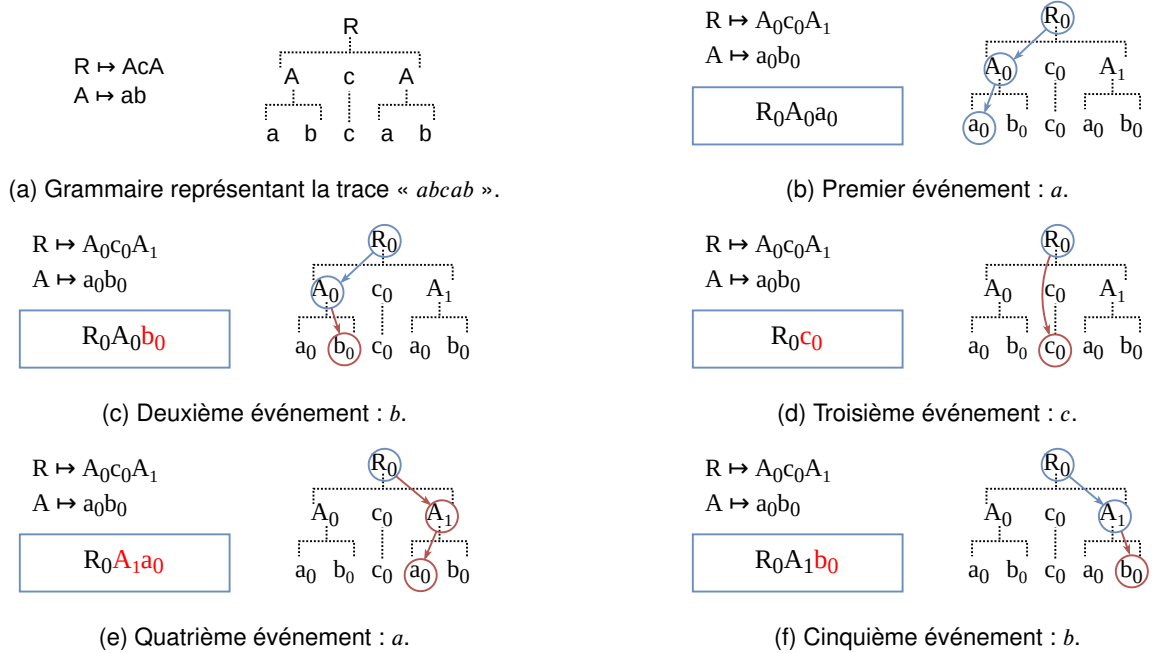 R ↦ AcA
A ↦ ab
R
A c A
a b c a b
(a) Grammaire représentant la trace « abcab ».
R ↦ A₀c₀A₁
A ↦ a₀b₀
R₀A₀a₀
R₀
A₀ c₀ A₁
a₀ b₀ c₀ a₀ b₀
(b) Premier événement : a.
R ↦ A₀c₀A₁
A ↦ a₀b₀
R₀A₀b₀
R₀
A₀ c₀ A₁
a₀ b₀ c₀ a₀ b₀
(c) Deuxième événement : b.
R ↦ A₀c₀A₁
A ↦ a₀b₀
R₀c₀
R₀
A₀ c₀ A₁
a₀ b₀ c₀ a₀ b₀
(d) Troisième événement : c.
R ↦ A₀c₀A₁
A ↦ a₀b₀
R₀A₁a₀
R₀
A₀ c₀ A₁
a₀ b₀ c₀ a₀ b₀
(e) Quatrième événement : a.
R ↦ A₀c₀A₁
A ↦ a₀b₀
R₀A₁b₀
R₀
A₀ c₀ A₁
a₀ b₀ c₀ a₀ b₀
(f) Cinquième événement : b.